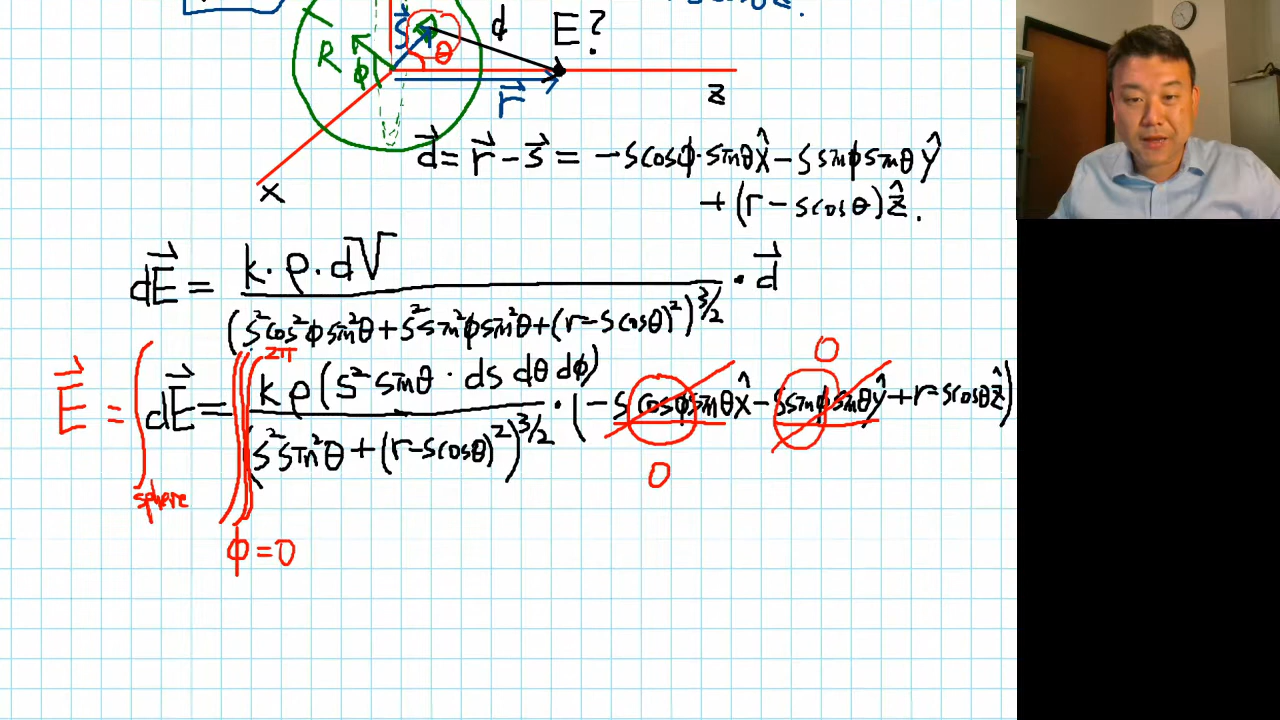 R φ s⃗ θ d E?
r⃗ z
x
d⃗ = r⃗ − s⃗ = −s cosφ·sinθ x̂ − s sinφ sinθ ŷ
+ (r − s cosθ) ẑ.
dE⃗ = k·ρ·dV / (s² cos²φ sin²θ + s² sin²φ sin²θ + (r−s cosθ)²)^3/2 · d⃗
E⃗ = ∫sphere dE⃗ = ∫∫∫ φ=0 2π kρ(s² sinθ · ds dθ dφ) / (s² sin²θ + (r−s cosθ)²)^3/2 · (−s cosφ sinθ x̂ − s sinφ sinθ ŷ + r−s cosθ ẑ)
0
0